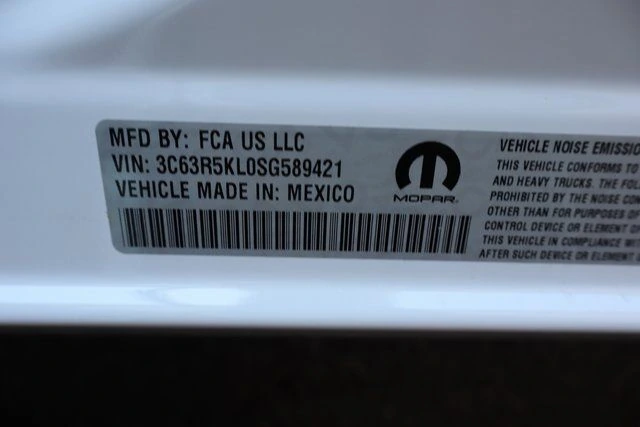 MFD BY: FCA US LLC
VIN: 3C63R5KL0SG589421
VEHICLE MADE IN: MEXICO
MOPAR
VEHICLE NOISE EMISSIO
THIS VEHICLE CONFORMS TO
AND HEAVY TRUCKS. THE FOL
PROHIBITED BY THE NOISE CON
OTHER THAN FOR PURPOSES OF
CONTROL DEVICE OR ELEMENT OF
THIS VEHICLE IN COMPLIANCE WI
AFTER SUCH DEVICE OR ELEMENT O